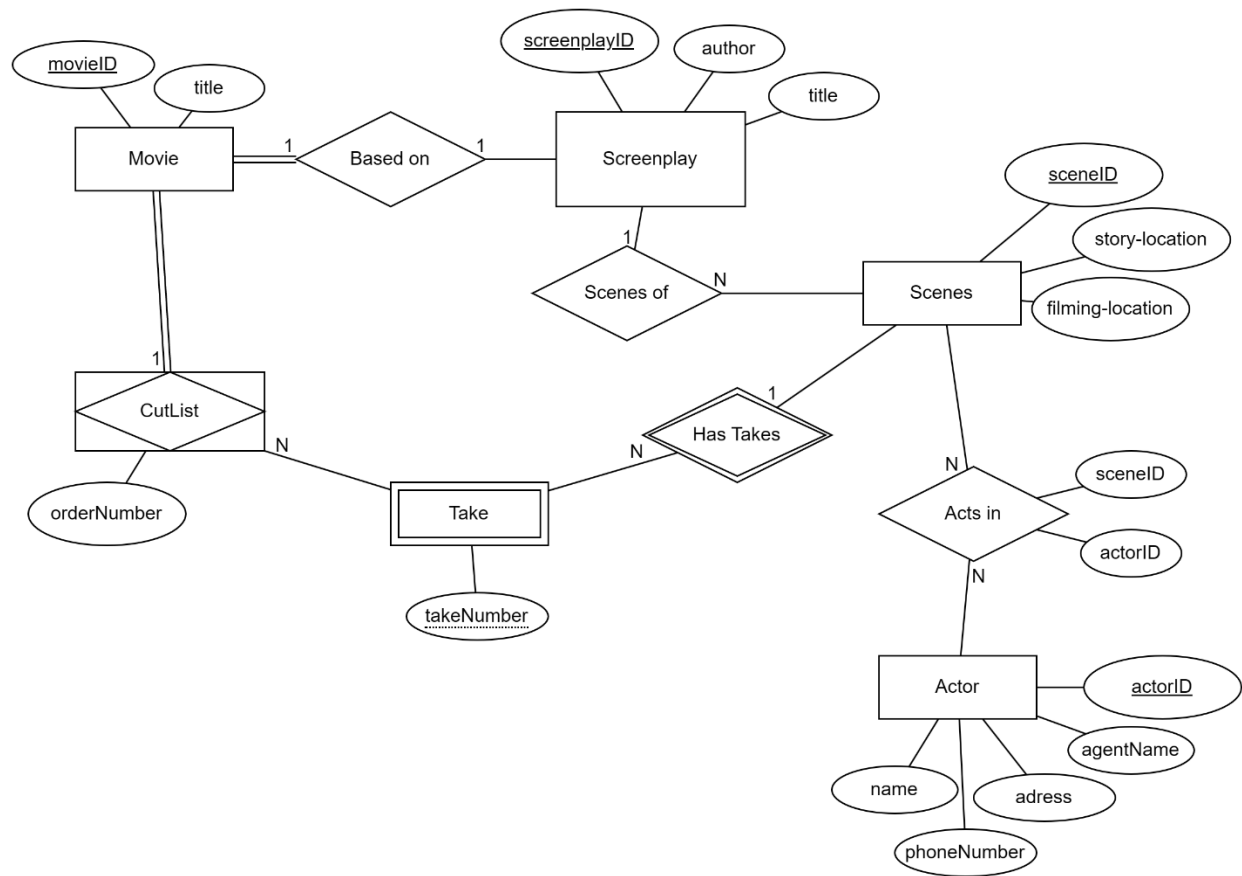 screenplayID
author
movieID
title
title
1
1
Movie
Based on
Screenplay
sceneID
story-location
1
N
Scenes of
Scenes
filming-location
1
CutList
1
Has Takes
N
N
orderNumber
Take
N
sceneID
Acts in
actorID
N
takeNumber
Actor
actorID
agentName
name
adress
phoneNumber